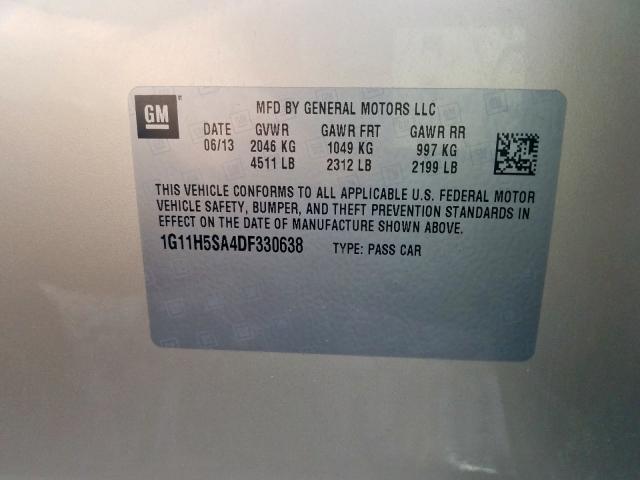 GM
MFD BY GENERAL MOTORS LLC
DATE GVWR GAWR FRT GAWR RR
06/13 2046 KG 1049 KG 997 KG
4511 LB 2312 LB 2199 LB
THIS VEHICLE CONFORMS TO ALL APPLICABLE U.S. FEDERAL MOTOR
VEHICLE SAFETY, BUMPER, AND THEFT PREVENTION STANDARDS IN
EFFECT ON THE DATE OF MANUFACTURE SHOWN ABOVE.
1G11H5SA4DF330638 TYPE: PASS CAR